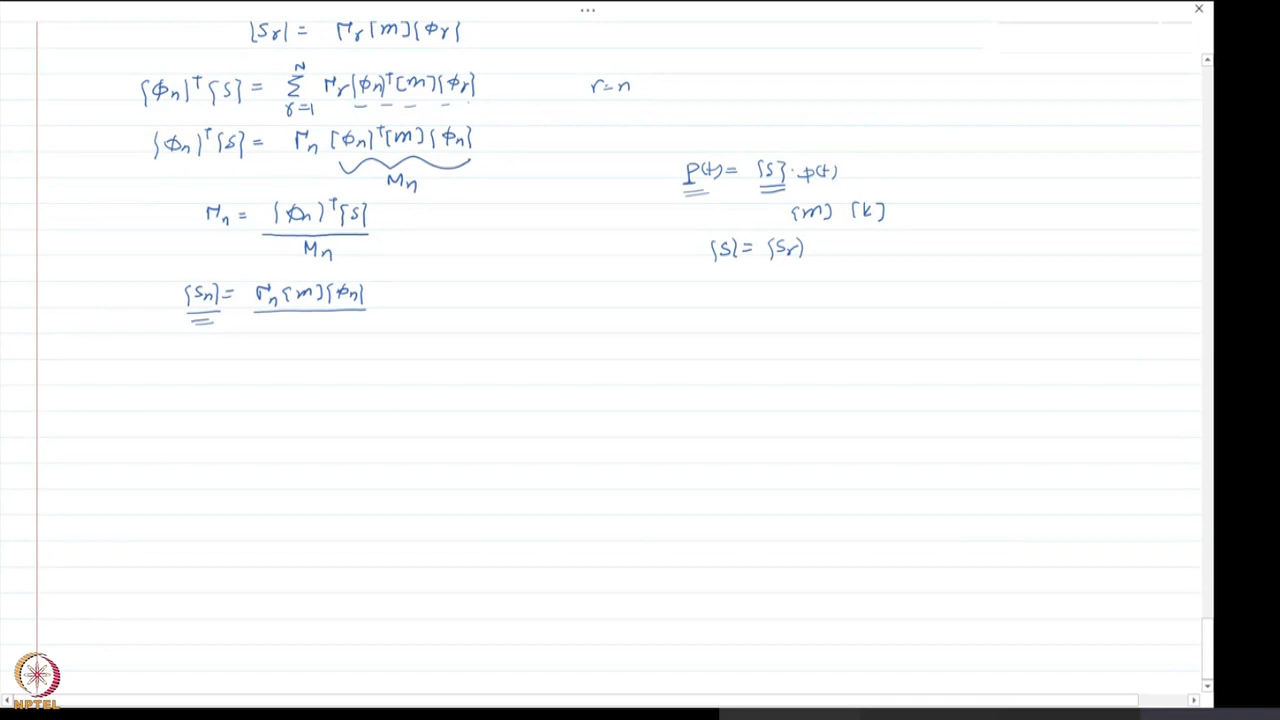 {S_r} = Γ_r [m]{φ_r}
{φ_n}^T{S} = Σ_{r=1}^{N} Γ_r {φ_n}^T[m]{φ_r} r=n
{φ_n}^T{S} = Γ_n {φ_n}^T[m]{φ_n}
M_n
Γ_n = {φ_n}^T{S} / M_n
{S_n} = Γ_n [m]{φ_n}
P(t) = {S}·p(t)
[m] [k]
{S} = {S_r}
NPTEL